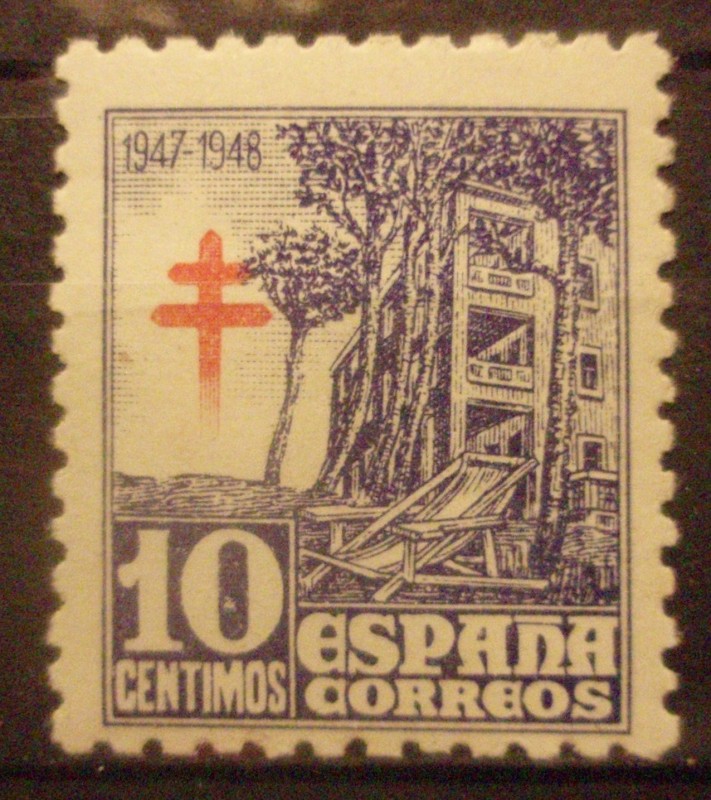 1947-1948
10
CENTIMOS
ESPAÑA
CORREOS